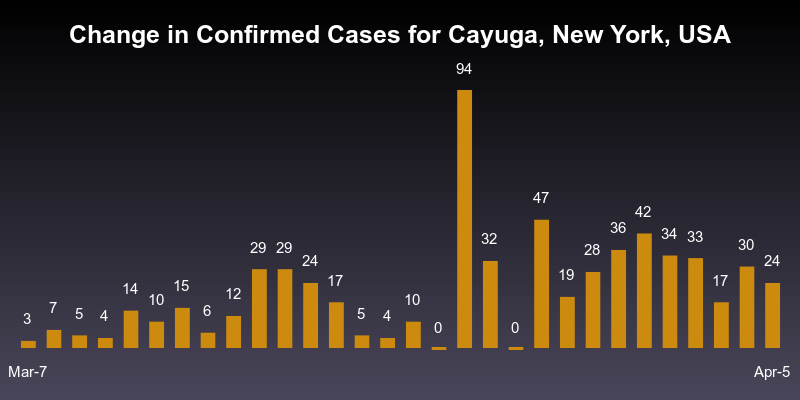 Change in Confirmed Cases for Cayuga, New York, USA
3 7 5 4 14 10 15 6 12 29 29 24 17 5 4 10 0 94 32 0 47 19 28 36 42 34 33 17 30 24
Mar-7 Apr-5